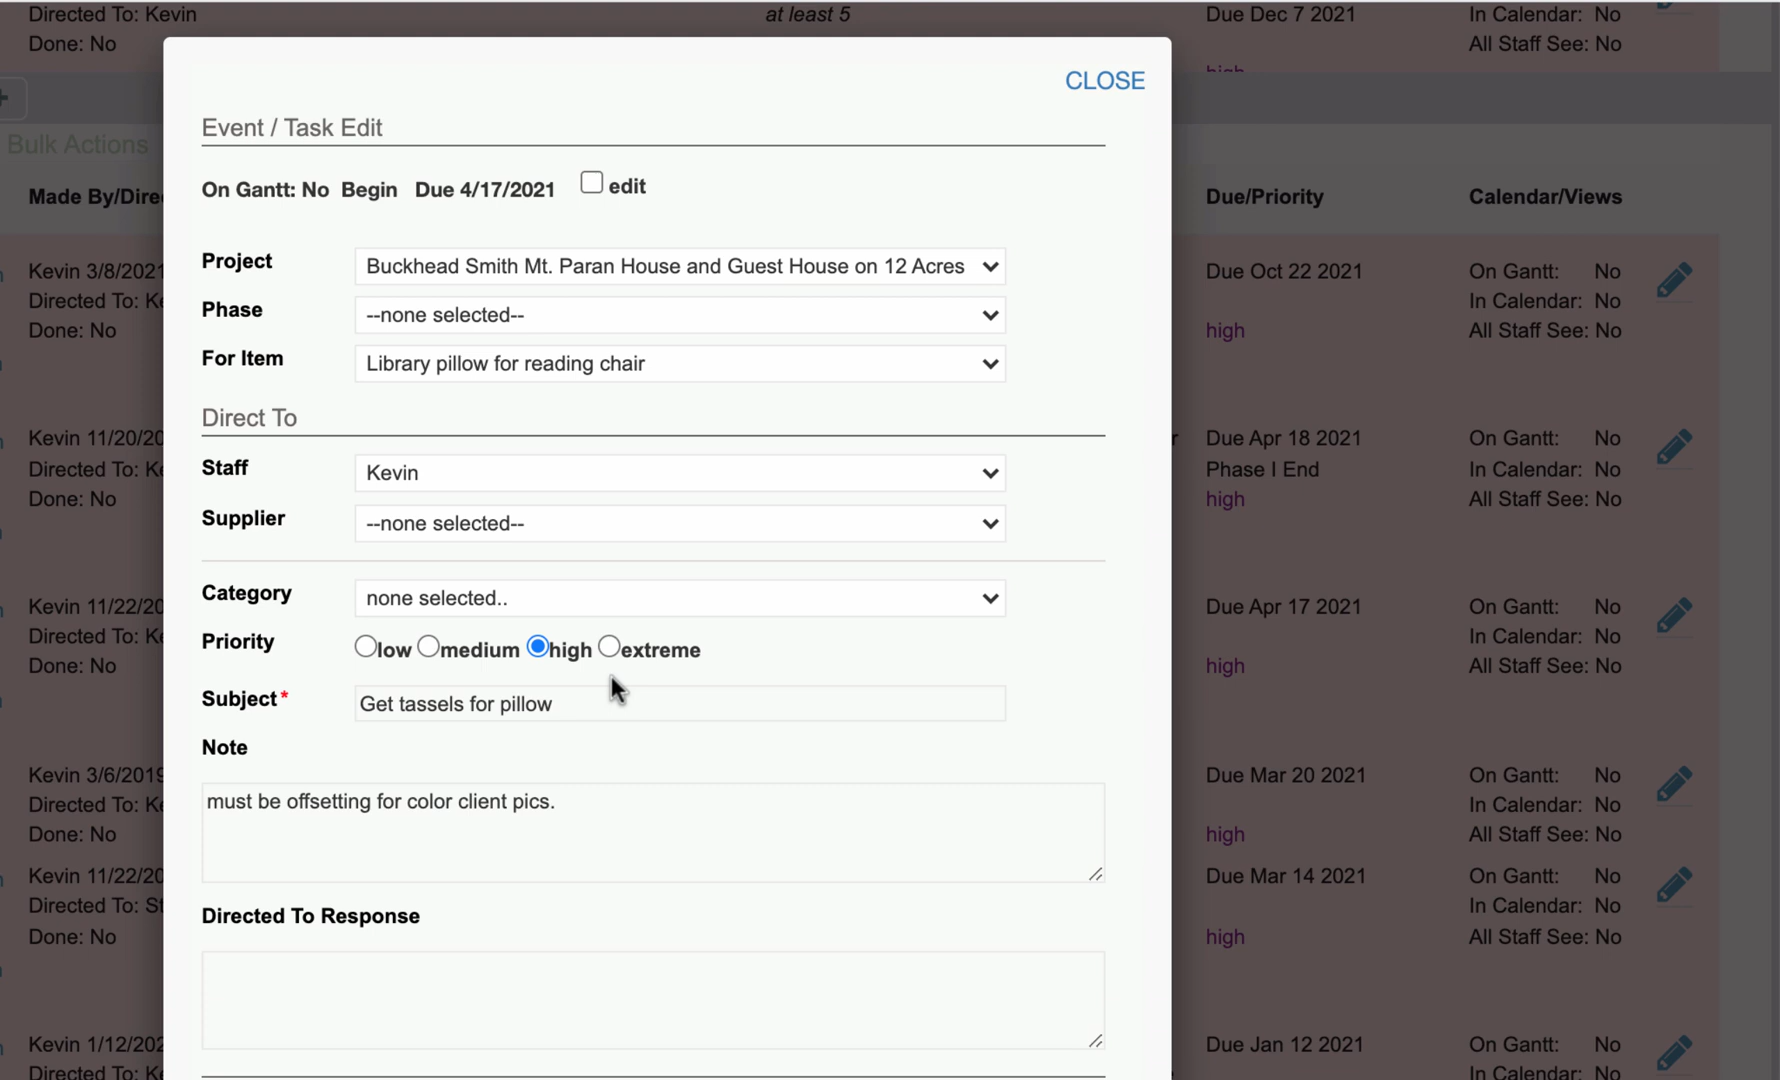 Directed To: Kevin at least 5 Due Dec 7 2021 In Calendar: No
Done: No All Staff See: No
high
CLOSE
Event / Task Edit
Bulk Actions
On Gantt: No Begin Due 4/17/2021 edit
Made By/Dire Due/Priority Calendar/Views
Project Buckhead Smith Mt. Paran House and Guest House on 12 Acres
Phase --none selected--
For Item Library pillow for reading chair
Direct To
Staff Kevin
Supplier --none selected--
Category none selected..
Priority low medium high extreme
Subject* Get tassels for pillow
Note
must be offsetting for color client pics.
Directed To Response
Kevin 3/8/2021 Due Oct 22 2021 On Gantt: No
Directed To: Ke In Calendar: No
Done: No high All Staff See: No
Kevin 11/20/20 Due Apr 18 2021 On Gantt: No
Directed To: Ke Phase I End In Calendar: No
Done: No high All Staff See: No
Kevin 11/22/20 Due Apr 17 2021 On Gantt: No
Directed To: Ke In Calendar: No
Done: No high All Staff See: No
Kevin 3/6/2019 Due Mar 20 2021 On Gantt: No
Directed To: Ke In Calendar: No
Done: No high All Staff See: No
Kevin 11/22/20 Due Mar 14 2021 On Gantt: No
Directed To: St In Calendar: No
Done: No high All Staff See: No
Kevin 1/12/202 Due Jan 12 2021 On Gantt: No
Directed To: Ke In Calendar: No